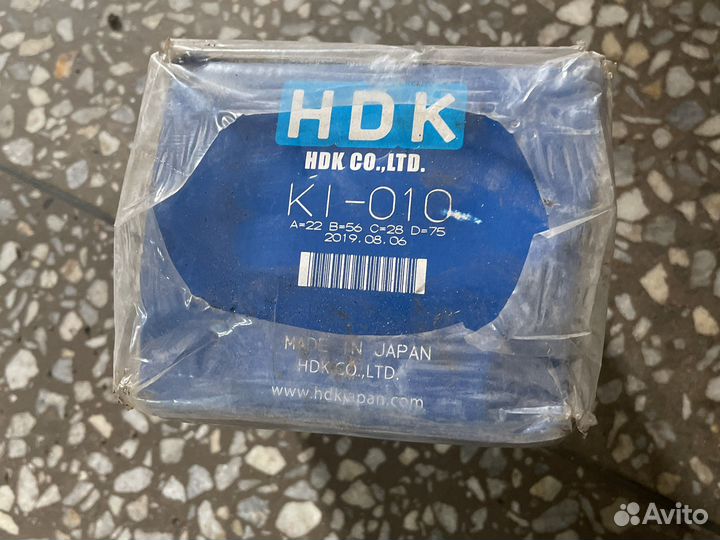 HDK
HDK CO.,LTD.
KI-010
A=22 B=56 C=28 D=75
2019.08.06
MADE IN JAPAN
HDK CO.,LTD.
www.hdkjapan.com
Avito